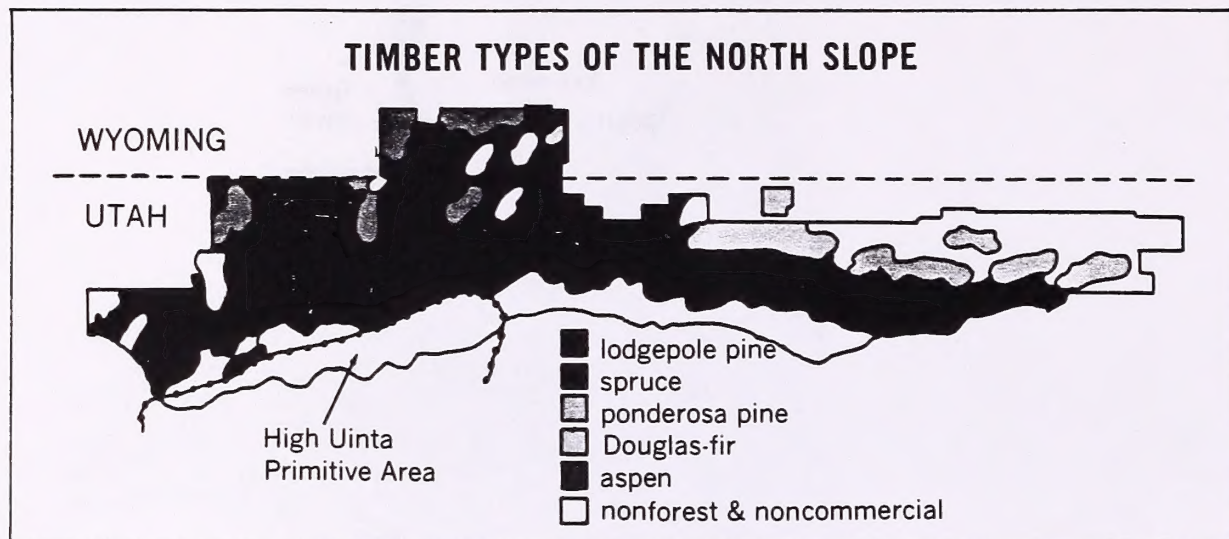 TIMBER TYPES OF THE NORTH SLOPE
WYOMING
UTAH
High Uinta
Primitive Area
lodgepole pine
spruce
ponderosa pine
Douglas-fir
aspen
nonforest & noncommercial